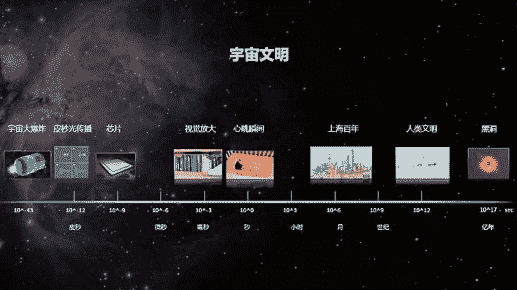 宇宙文明
宇宙大爆炸 皮秒光传播 芯片 视觉放大 心跳瞬间 上海百年 人类文明 黑洞
10^-43 10^-12 10^-9 10^-6 10^-3 10^0 10^3 10^6 10^9 10^12 10^17 - sec
皮秒 微秒 毫秒 秒 小时 月 世纪 亿年